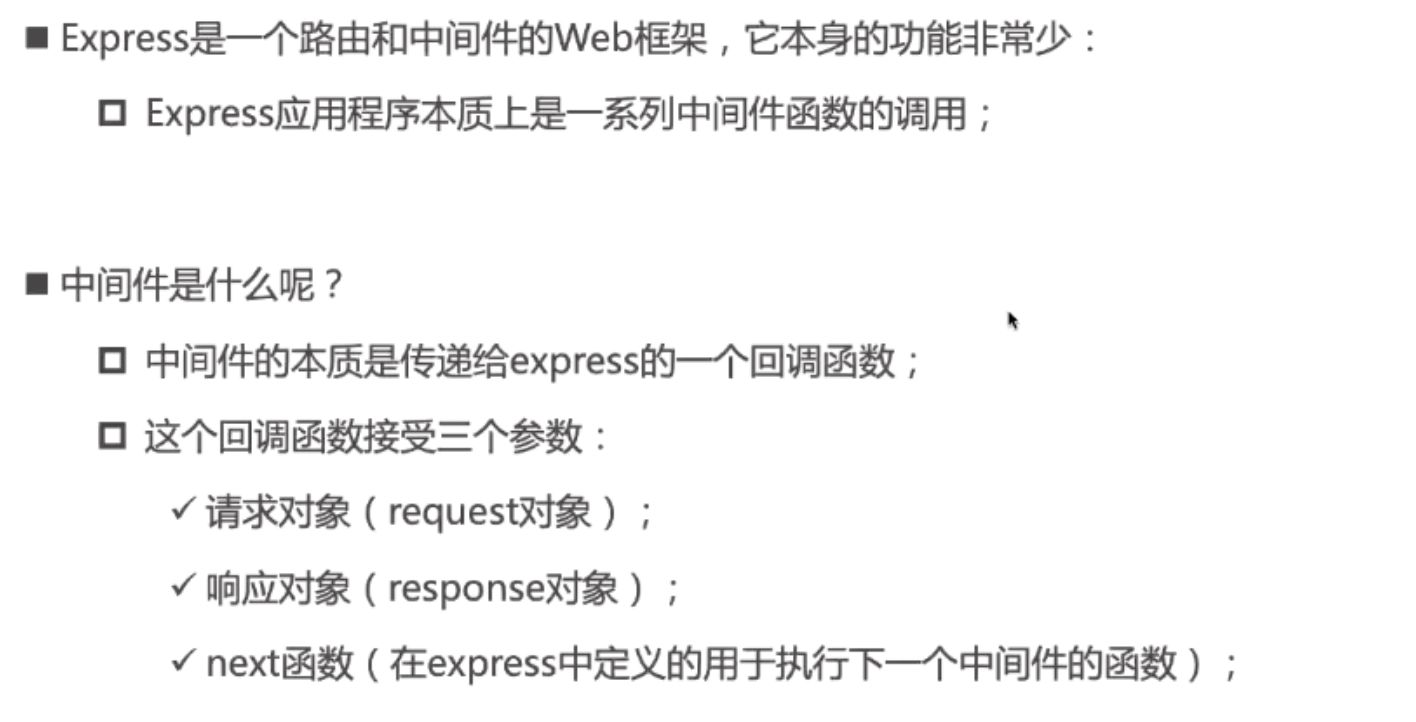 Express是一个路由和中间件的Web框架，它本身的功能非常少：
Express应用程序本质上是一系列中间件函数的调用；
中间件是什么呢？
中间件的本质是传递给express的一个回调函数；
这个回调函数接受三个参数：
请求对象（request对象）；
响应对象（response对象）；
next函数（在express中定义的用于执行下一个中间件的函数）；